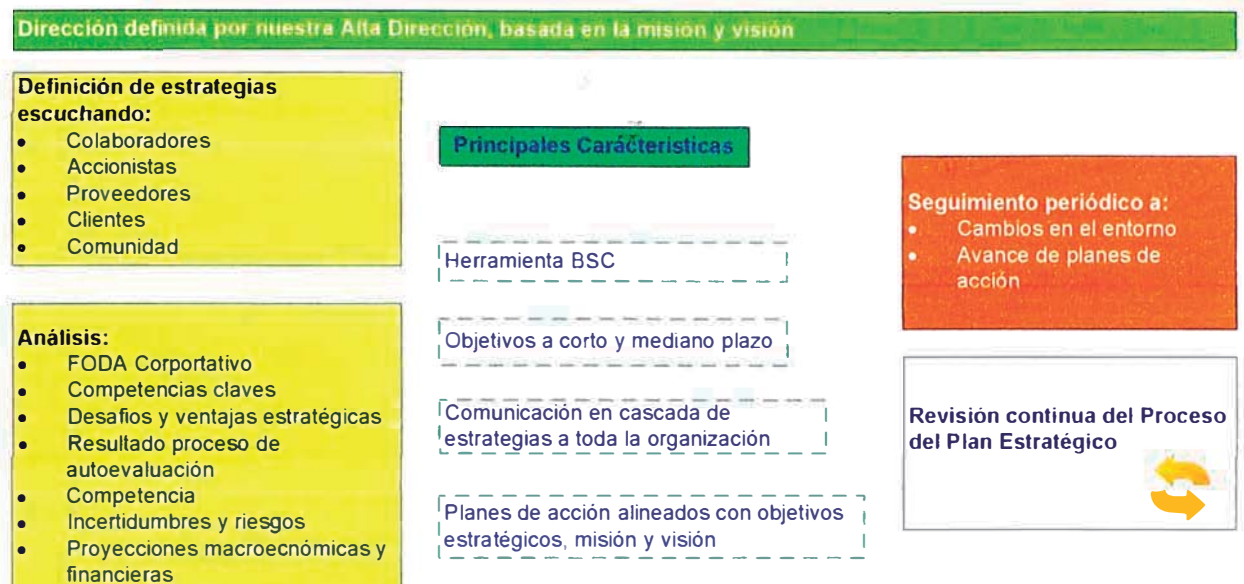 Dirección definida por nuestra Alta Dirección, basada en la misión y visión
Definición de estrategias
escuchando:
• Colaboradores
• Accionistas
• Proveedores
• Clientes
• Comunidad
Análisis:
• FODA Corportativo
• Competencias claves
• Desafios y ventajas estratégicas
• Resultado proceso de
autoevaluación
• Competencia
• Incertidumbres y riesgos
• Proyecciones macroecnómicas y
financieras
Principales Carácteristicas
Herramienta BSC
Objetivos a corto y mediano plazo
Comunicación en cascada de
estrategias a toda la organización
Planes de acción alineados con objetivos
estratégicos, misión y visión
Seguimiento periódico a:
• Cambios en el entorno
• Avance de planes de
acción
Revisión continua del Proceso
del Plan Estratégico